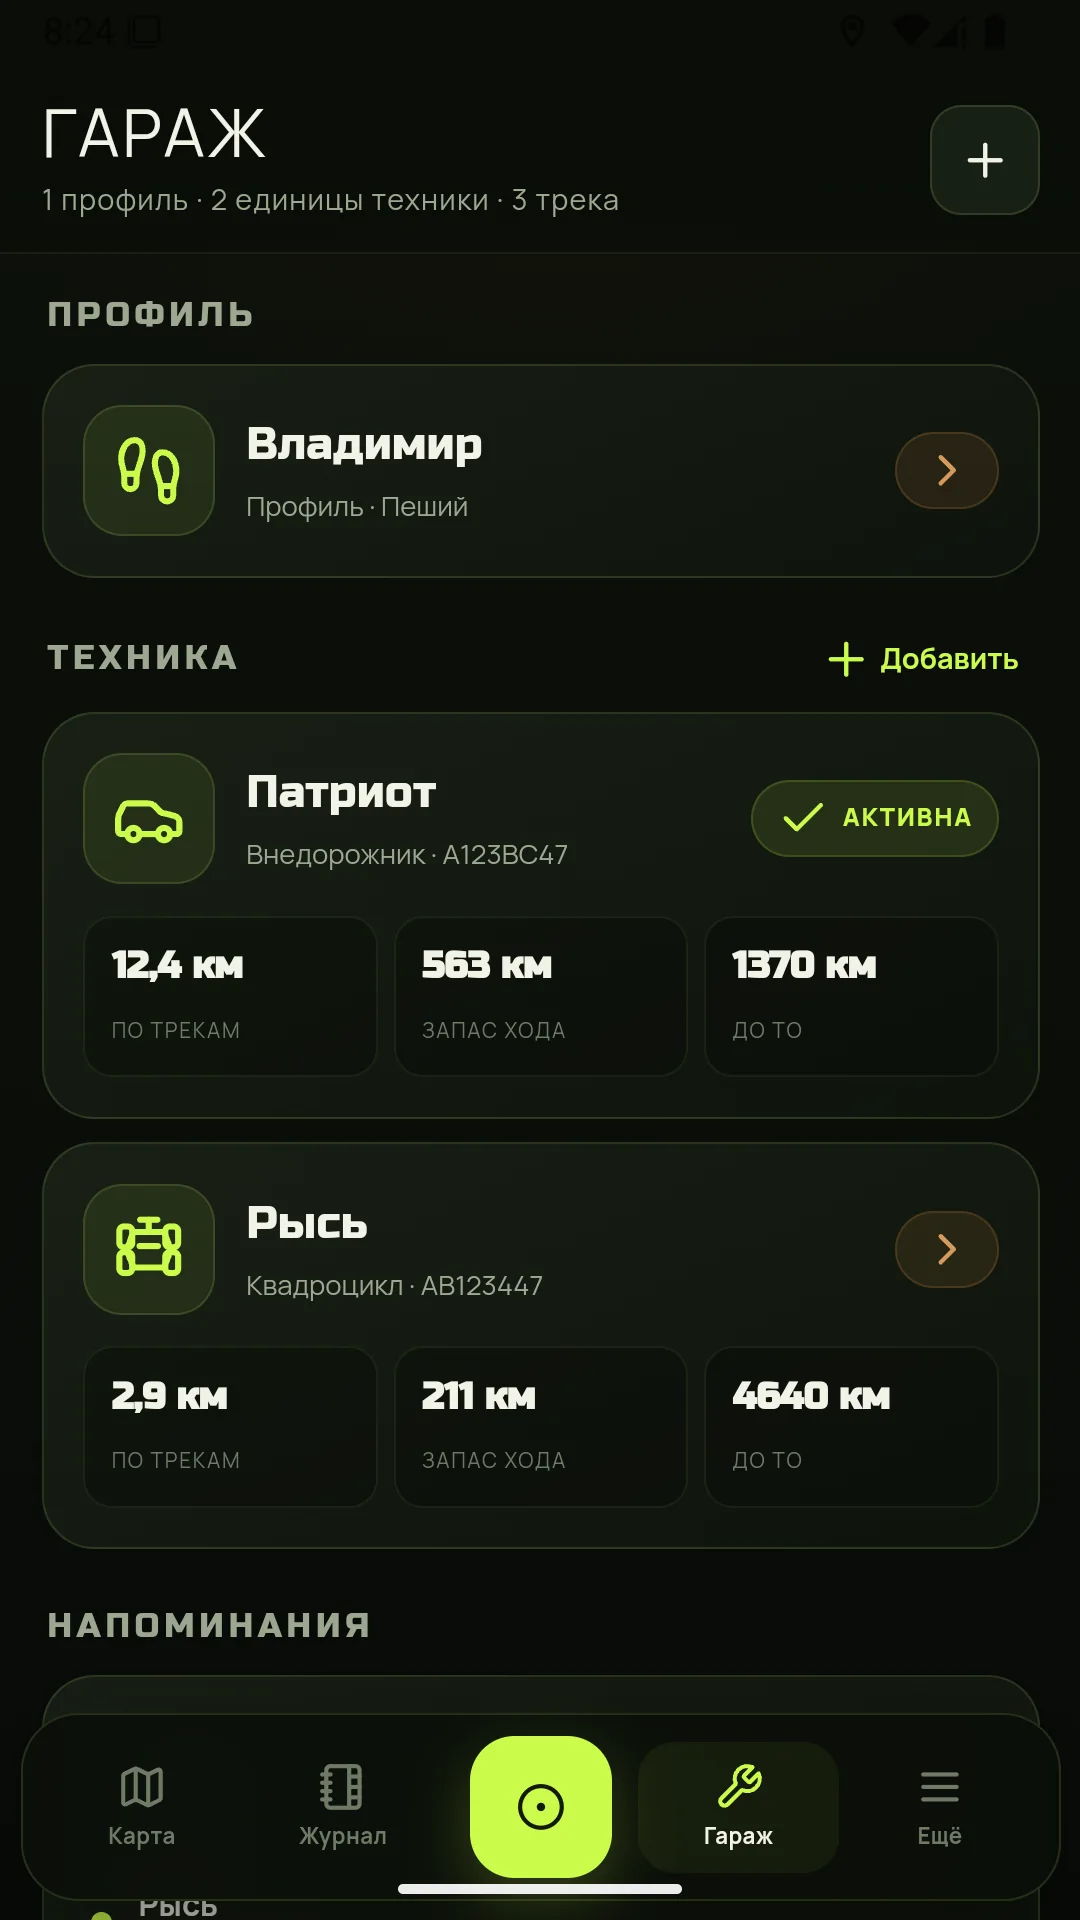 8:24
ГАРАЖ
1 профиль · 2 единицы техники · 3 трека
ПРОФИЛЬ
Владимир
Профиль · Пеший
ТЕХНИКА
Добавить
Патриот
Внедорожник · А123ВС47
АКТИВНА
12,4 км
563 км
1370 км
ПО ТРЕКАМ
ЗАПАС ХОДА
ДО ТО
Рысь
Квадроцикл · АВ123447
2,9 км
211 км
4640 км
ПО ТРЕКАМ
ЗАПАС ХОДА
ДО ТО
НАПОМИНАНИЯ
Карта
Журнал
Гараж
Ещё
Рысь